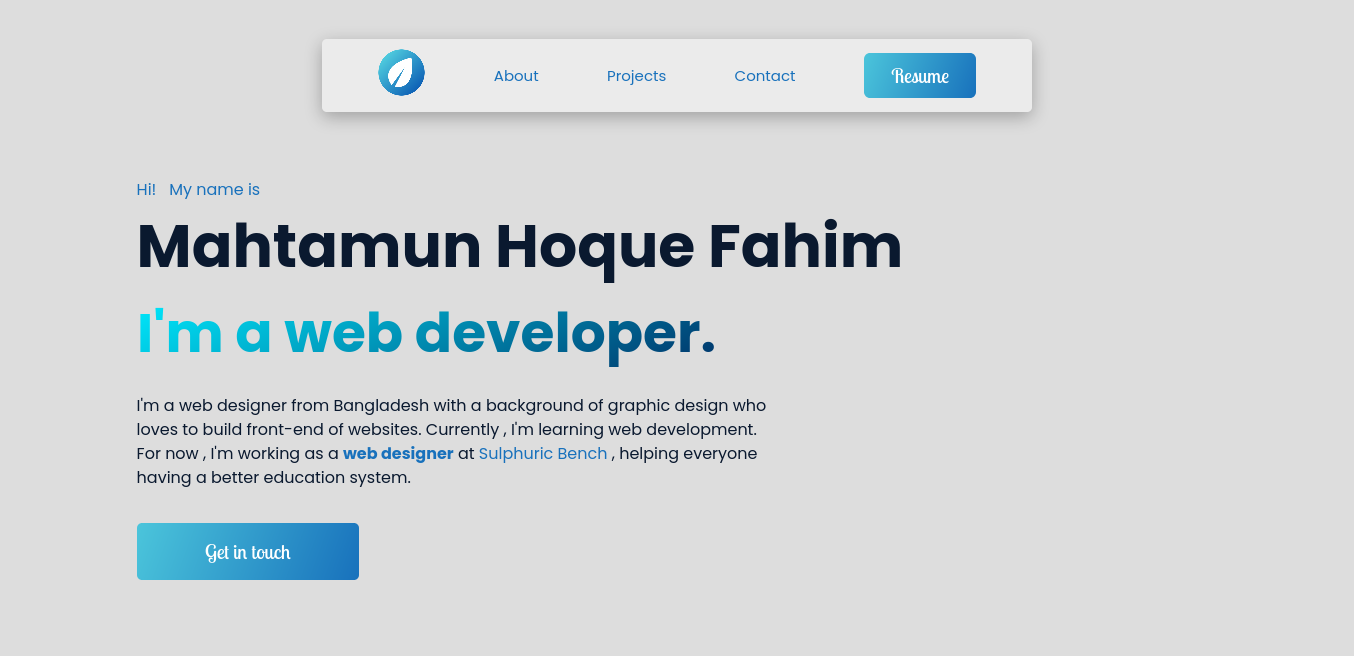 About Projects Contact Resume
Hi! My name is
Mahtamun Hoque Fahim
I'm a web developer.
I'm a web designer from Bangladesh with a background of graphic design who
loves to build front-end of websites. Currently , I'm learning web development.
For now , I'm working as a web designer at Sulphuric Bench , helping everyone
having a better education system.
Get in touch